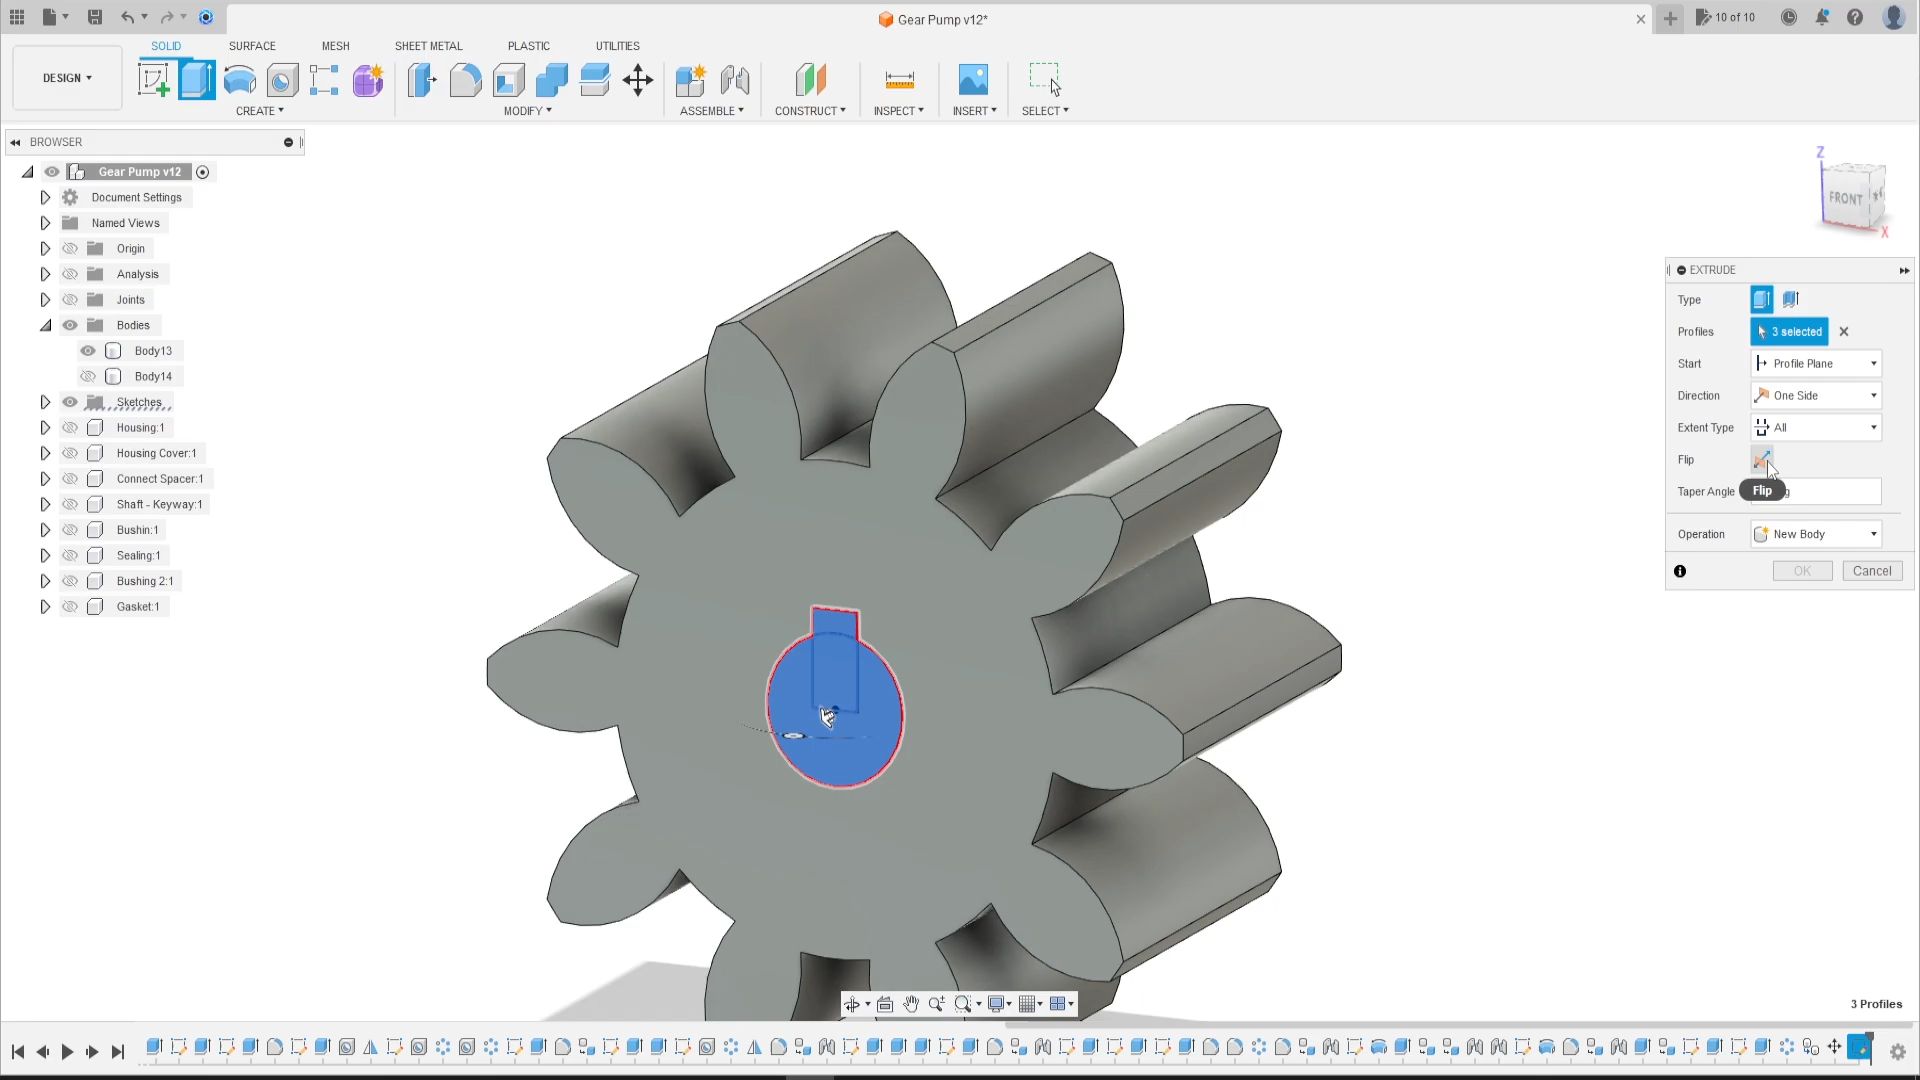 Gear Pump v12*
10 of 10
SOLID
SURFACE
MESH
SHEET METAL
PLASTIC
UTILITIES
DESIGN
CREATE
MODIFY
ASSEMBLE
CONSTRUCT
INSPECT
INSERT
SELECT
BROWSER
Gear Pump v12
Document Settings
Named Views
Origin
Analysis
Joints
Bodies
Body13
Body14
Sketches
Housing:1
Housing Cover:1
Connect Spacer:1
Shaft - Keyway:1
Bushin:1
Sealing:1
Bushing 2:1
Gasket:1
Z
FRONT
X
EXTRUDE
Type
Profiles
3 selected
Start
Profile Plane
Direction
One Side
Extent Type
All
Flip
Taper Angle
Flip
Operation
New Body
OK
Cancel
3 Profiles